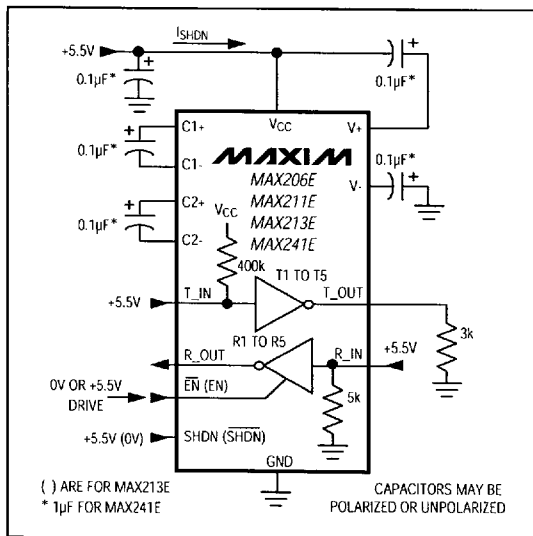 I_SHDN
+5.5V
+
0.1µF*
+
0.1µF*
VCC
V+
C1+
+
0.1µF*
C1-
MAXIM
MAX206E
MAX211E
MAX213E
MAX241E
0.1µF*
+
V-
C2+
+
0.1µF*
C2-
VCC
400k
T1 TO T5
+5.5V
T_IN
T_OUT
3k
R1 TO R5
R_OUT
R_IN
+5.5V
5k
0V OR +5.5V
DRIVE
E̅N̅ (EN)
+5.5V (0V)
SHDN (S̅H̅D̅N̅)
GND
( ) ARE FOR MAX213E
* 1µF FOR MAX241E
CAPACITORS MAY BE
POLARIZED OR UNPOLARIZED